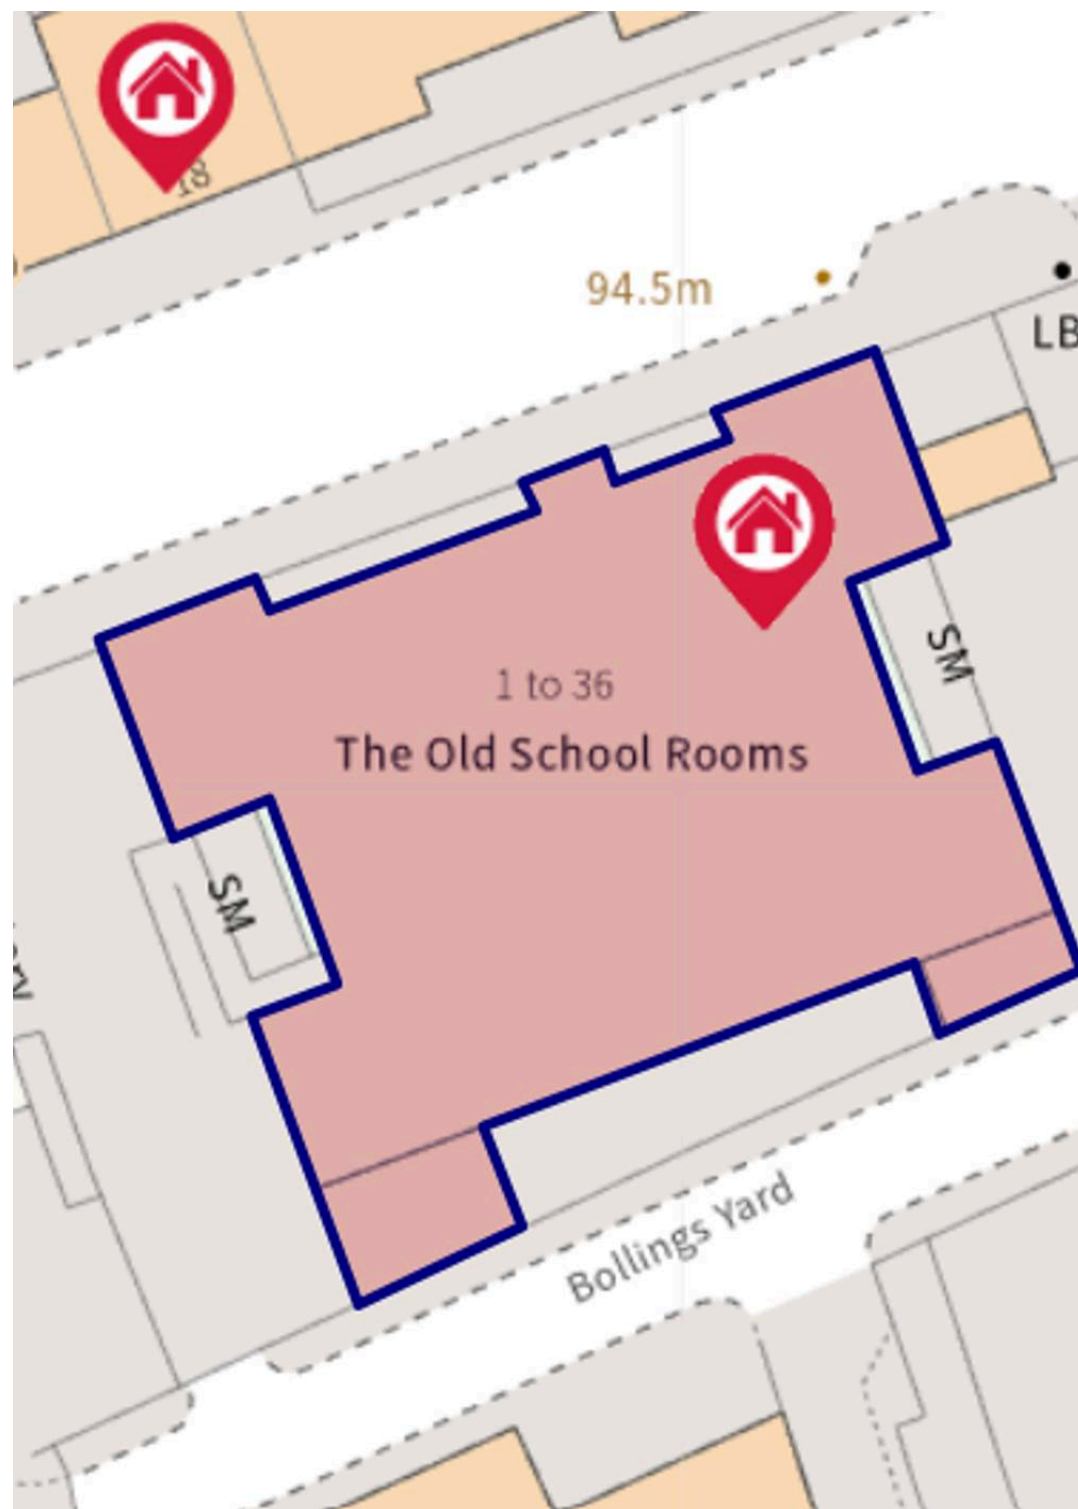 18
94.5m
LB
SM
1 to 36
The Old School Rooms
SM
Bollings Yard